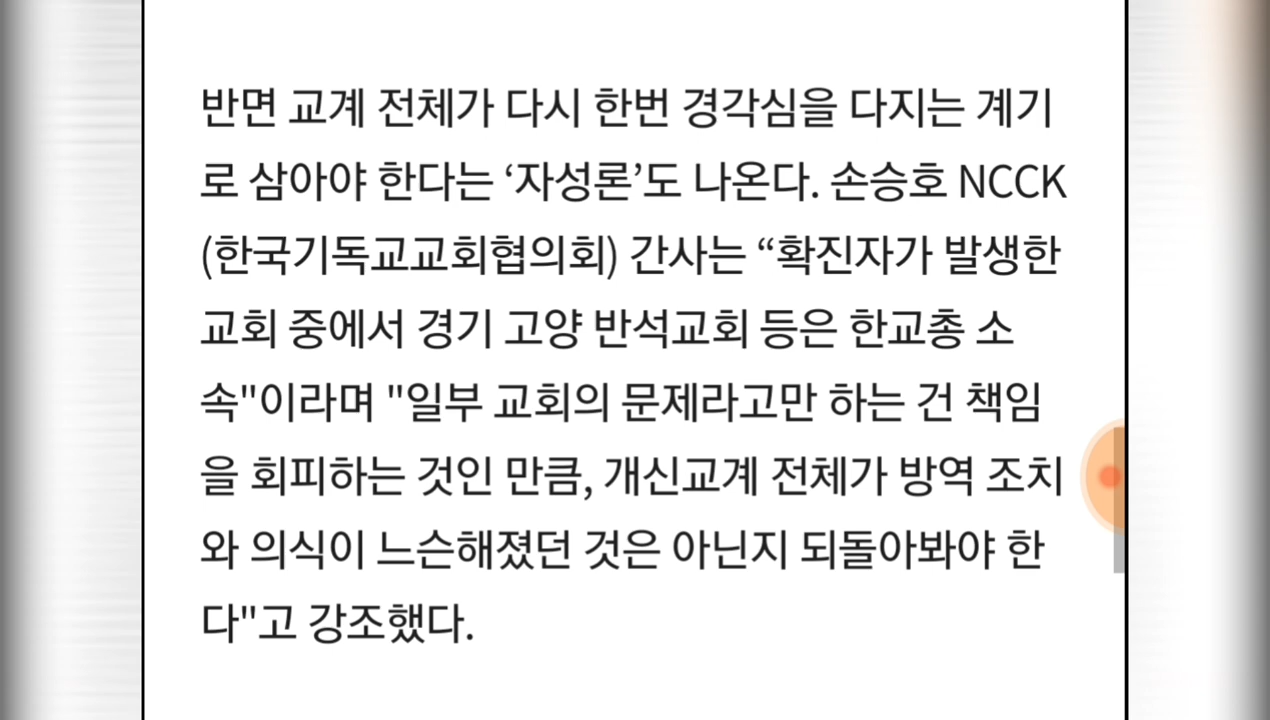 반면 교계 전체가 다시 한번 경각심을 다지는 계기
로 삼아야 한다는 ‘자성론’도 나온다. 손승호 NCCK
(한국기독교교회협의회) 간사는 “확진자가 발생한
교회 중에서 경기 고양 반석교회 등은 한교총 소
속"이라며 "일부 교회의 문제라고만 하는 건 책임
을 회피하는 것인 만큼, 개신교계 전체가 방역 조치
와 의식이 느슨해졌던 것은 아닌지 되돌아봐야 한
다"고 강조했다.